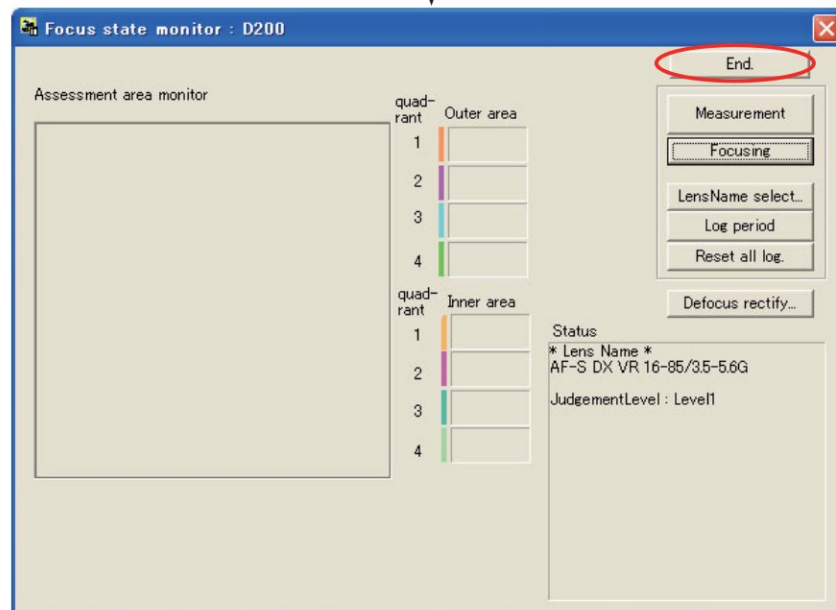 Focus state monitor : D200
End.
Assessment area monitor
quad-
rant
Outer area
1
2
3
4
quad-
rant
Inner area
1
2
3
4
Measurement
Focusing
LensName select...
Log period
Reset all log.
Defocus rectify...
Status
* Lens Name *
AF-S DX VR 16-85/3.5-5.6G
JudgementLevel : Level1